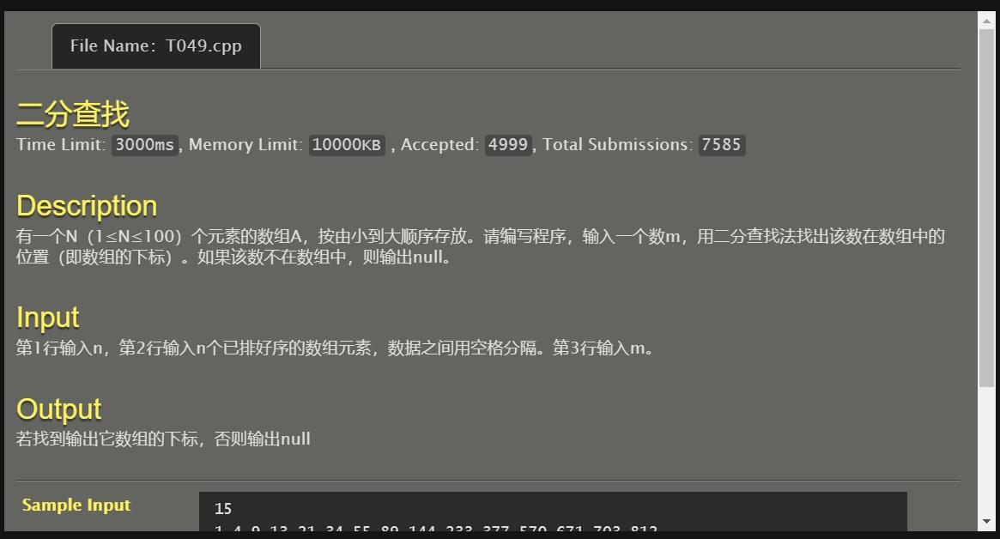 File Name: T049.cpp
二分查找
Time Limit: 3000ms, Memory Limit: 10000KB , Accepted: 4999, Total Submissions: 7585
Description
有一个N（1≤N≤100）个元素的数组A，按由小到大顺序存放。请编写程序，输入一个数m，用二分查找法找出该数在数组中的
位置（即数组的下标）。如果该数不在数组中，则输出null。
Input
第1行输入n，第2行输入n个已排好序的数组元素，数据之间用空格分隔。第3行输入m。
Output
若找到输出它数组的下标，否则输出null
Sample Input
15
1 4 9 13 21 34 55 89 144 233 377 570 671 703 812